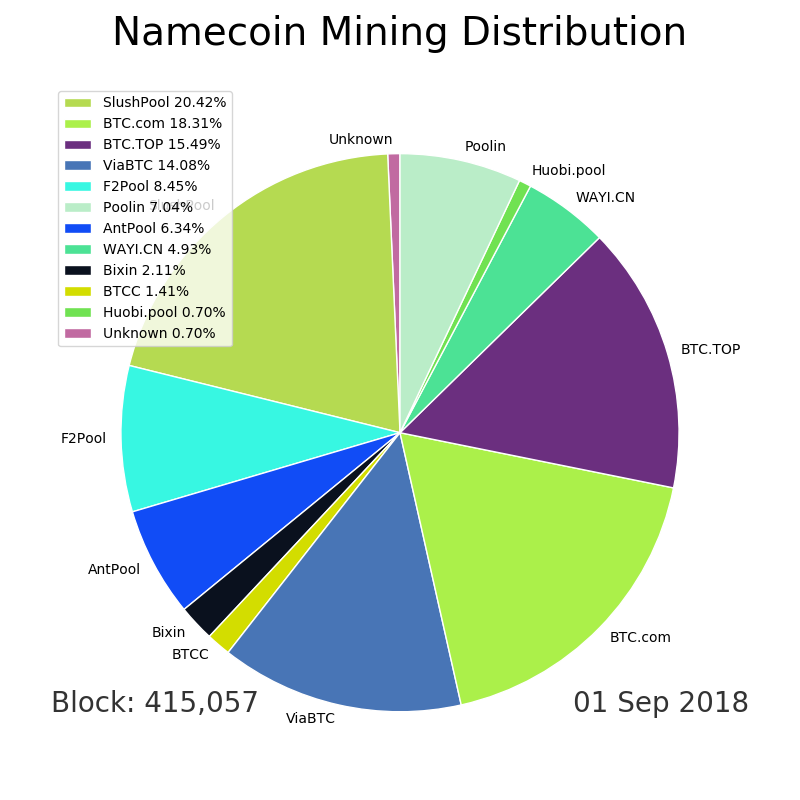 Namecoin Mining Distribution
SlushPool 20.42%
BTC.com 18.31%
BTC.TOP 15.49%
ViaBTC 14.08%
F2Pool 8.45%
Poolin 7.04%
AntPool 6.34%
WAYI.CN 4.93%
Bixin 2.11%
BTCC 1.41%
Huobi.pool 0.70%
Unknown 0.70%
Unknown
Poolin
Huobi.pool
WAYI.CN
SlushPool
BTC.TOP
F2Pool
AntPool
Bixin
BTCC
BTC.com
ViaBTC
Block: 415,057
01 Sep 2018